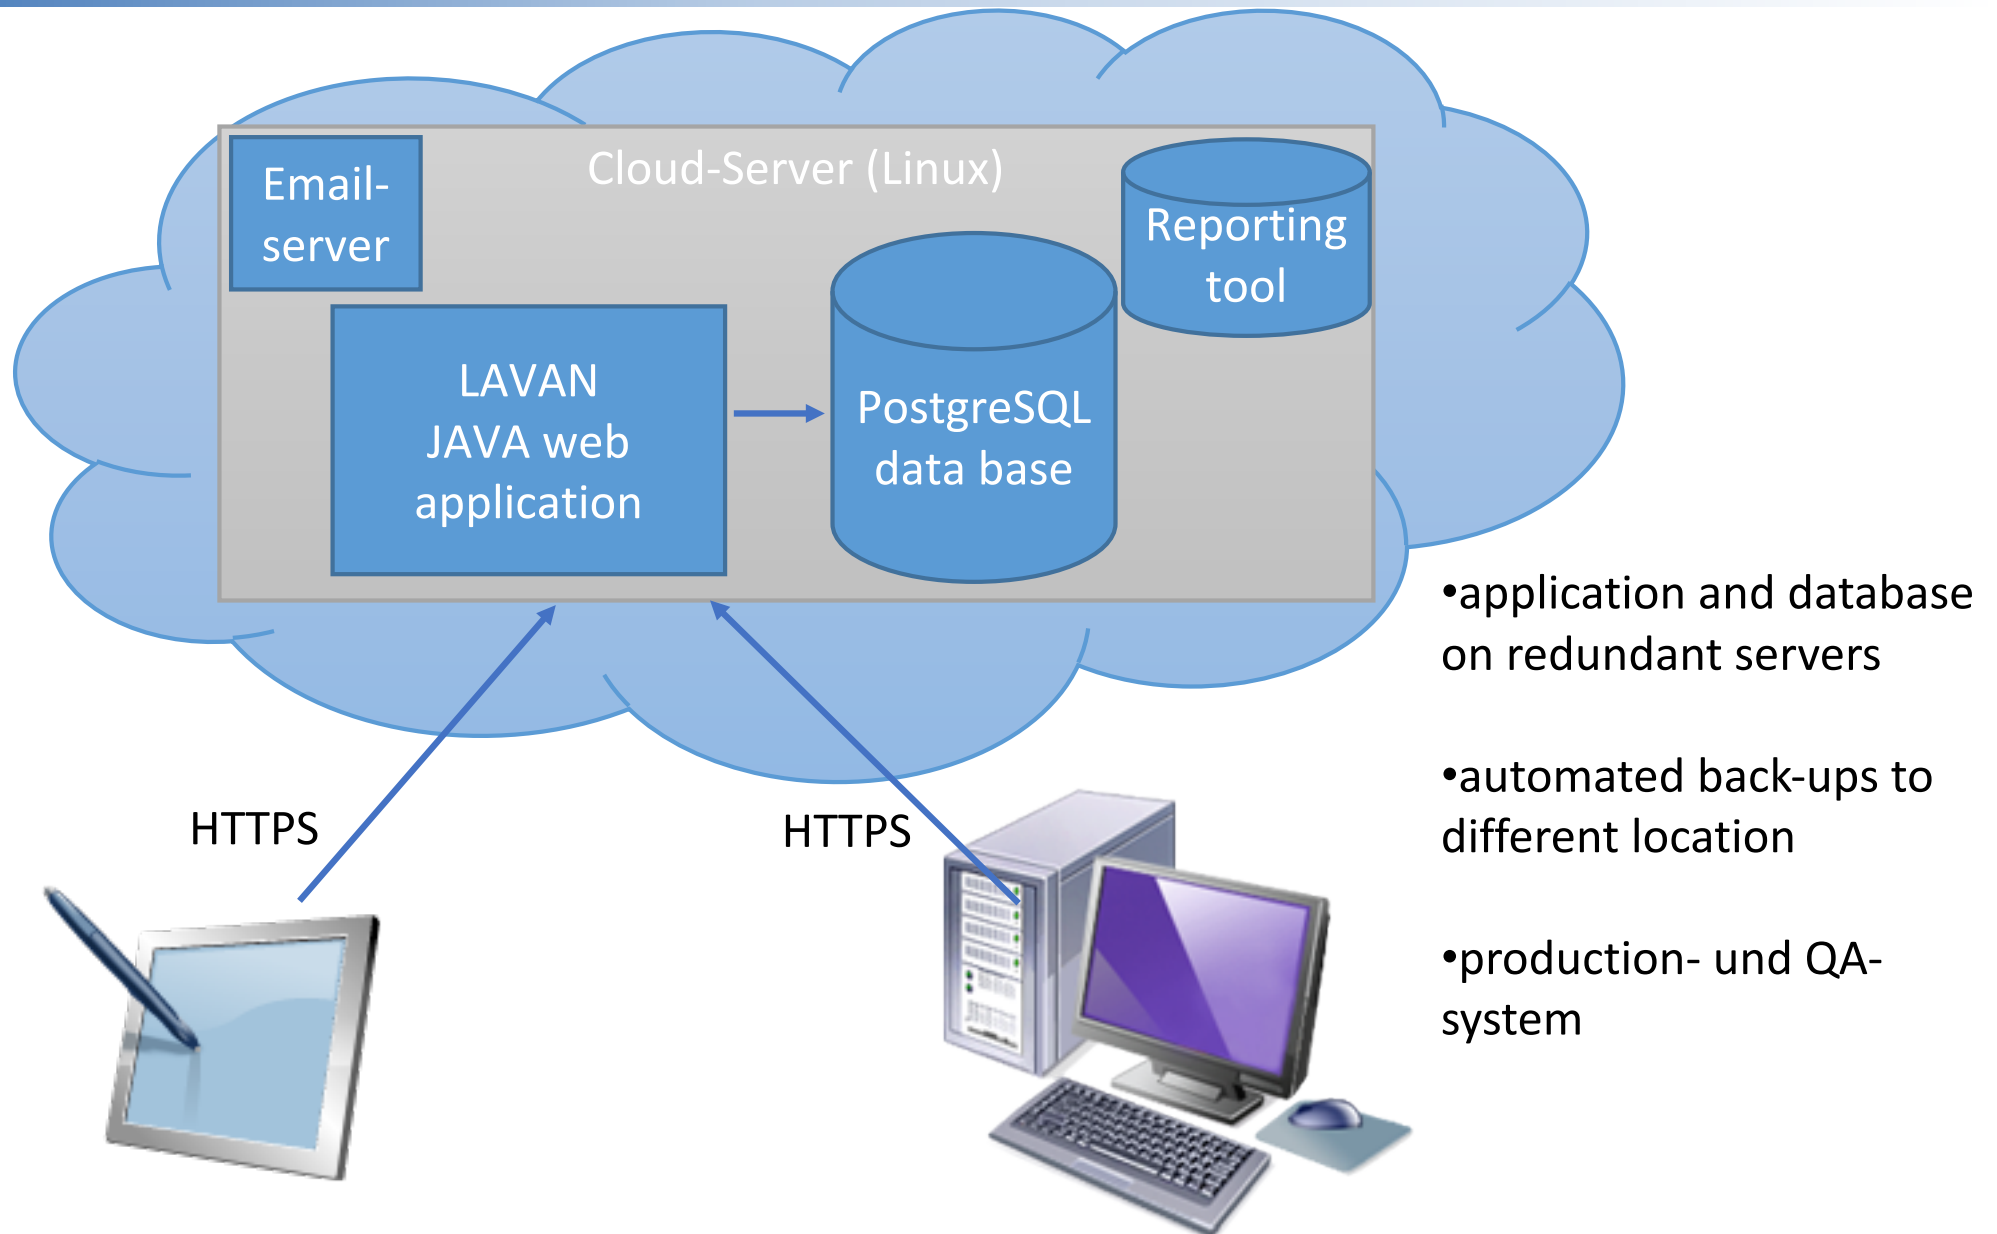 Email-
server
Cloud-Server (Linux)
Reporting
tool
LAVAN
JAVA web
application
PostgreSQL
data base
HTTPS
HTTPS
•application and database
on redundant servers
•automated back-ups to
different location
•production- und QA-
system